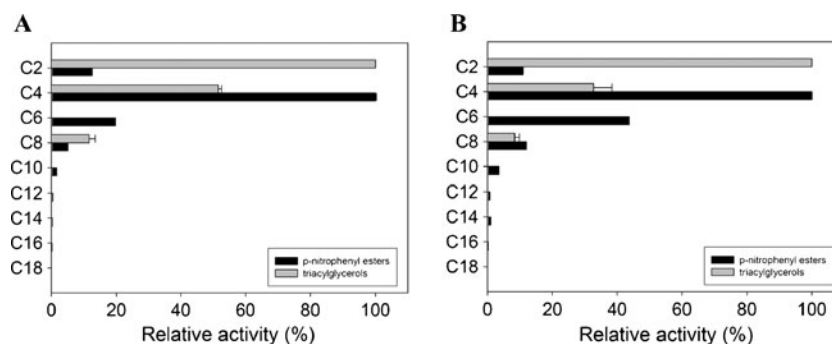 A
C2
C4
C6
C8
C10
C12
C14
C16
C18
p-nitrophenyl esters
triacylglycerols
0 20 40 60 80 100
Relative activity (%)
B
C2
C4
C6
C8
C10
C12
C14
C16
C18
p-nitrophenyl esters
triacylglycerols
0 20 40 60 80 100
Relative activity (%)